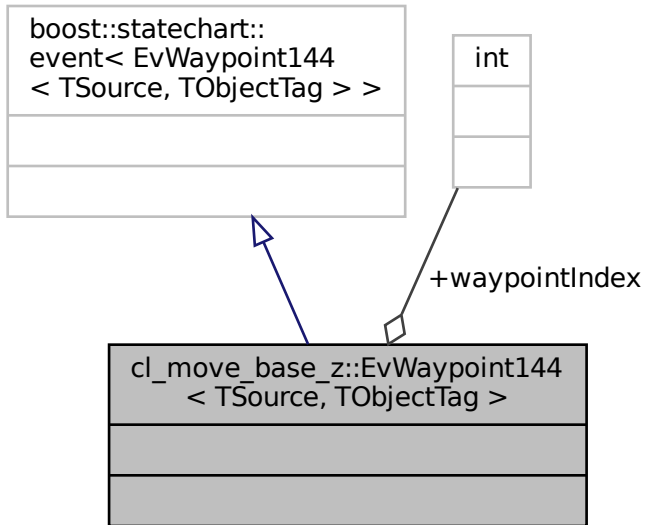 boost::statechart::
event< EvWaypoint144
< TSource, TObjectTag > >
int
+waypointIndex
cl_move_base_z::EvWaypoint144
< TSource, TObjectTag >